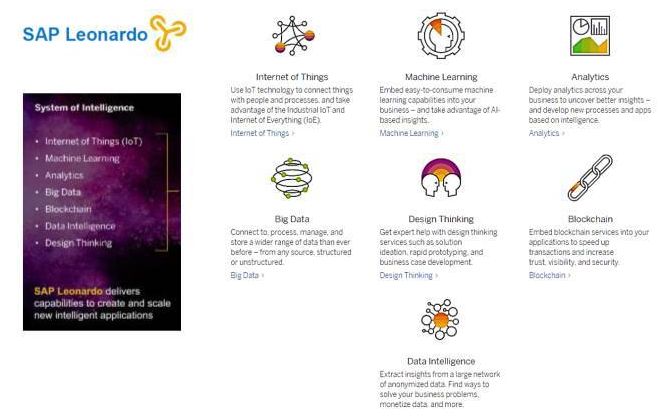 SAP Leonardo
System of Intelligence
• Internet of Things (IoT)
• Machine Learning
• Analytics
• Big Data
• Blockchain
• Data Intelligence
• Design Thinking
SAP Leonardo delivers
capabilities to create and scale
new intelligent applications
Internet of Things
Use IoT technology to connect things
with people and processes, and take
advantage of the Industrial IoT and
Internet of Everything (IoE).
Internet of Things ›
Machine Learning
Embed easy-to-consume machine
learning capabilities into your
business – and take advantage of AI-
based insights.
Machine Learning ›
Analytics
Deploy analytics across your
business to uncover better insights –
and develop new processes and apps
based on intelligence.
Analytics ›
Big Data
Connect to, process, manage, and
store a wider range of data than ever
before – from any source, structured
or unstructured.
Big Data ›
Design Thinking
Get expert help with design thinking
services such as solution
ideation, rapid prototyping, and
business case development.
Design Thinking ›
Blockchain
Embed blockchain services into your
applications to speed up
transactions and increase
trust, visibility, and security.
Blockchain ›
Data Intelligence
Extract insights from a large network
of anonymized data. Find ways to
solve your business problems,
monetize data, and more.